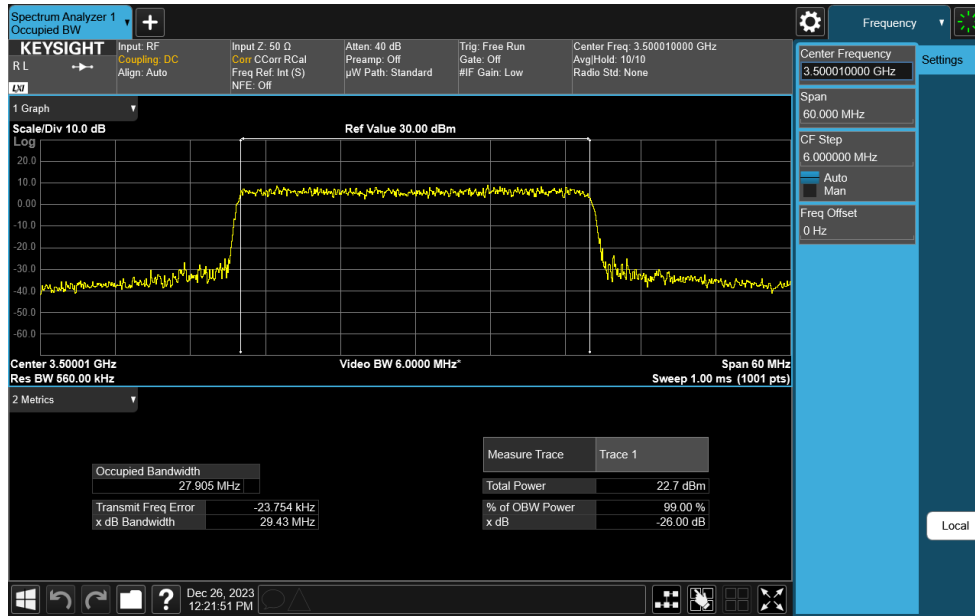 Spectrum Analyzer 1
Occupied BW
Frequency
KEYSIGHT
R L
LXI
Input: RF
Coupling: DC
Align: Auto
Input Z: 50 Ω
Corr CCorr RCal
Freq Ref: Int (S)
NFE: Off
Atten: 40 dB
Preamp: Off
µW Path: Standard
Trig: Free Run
Gate: Off
#IF Gain: Low
Center Freq: 3.500010000 GHz
Avg|Hold: 10/10
Radio Std: None
Center Frequency
3.500010000 GHz
Settings
Span
60.000 MHz
CF Step
6.000000 MHz
Auto
Man
Freq Offset
0 Hz
Local
1 Graph
Scale/Div 10.0 dB
Ref Value 30.00 dBm
Log
20.0
10.0
0.00
-10.0
-20.0
-30.0
-40.0
-50.0
-60.0
Center 3.50001 GHz
Video BW 6.0000 MHz*
Span 60 MHz
Res BW 560.00 kHz
Sweep 1.00 ms (1001 pts)
2 Metrics
Measure Trace
Trace 1
Occupied Bandwidth
27.905 MHz
Total Power
22.7 dBm
Transmit Freq Error
-23.754 kHz
% of OBW Power
99.00 %
x dB Bandwidth
29.43 MHz
x dB
-26.00 dB
?
Dec 26, 2023
12:21:51 PM